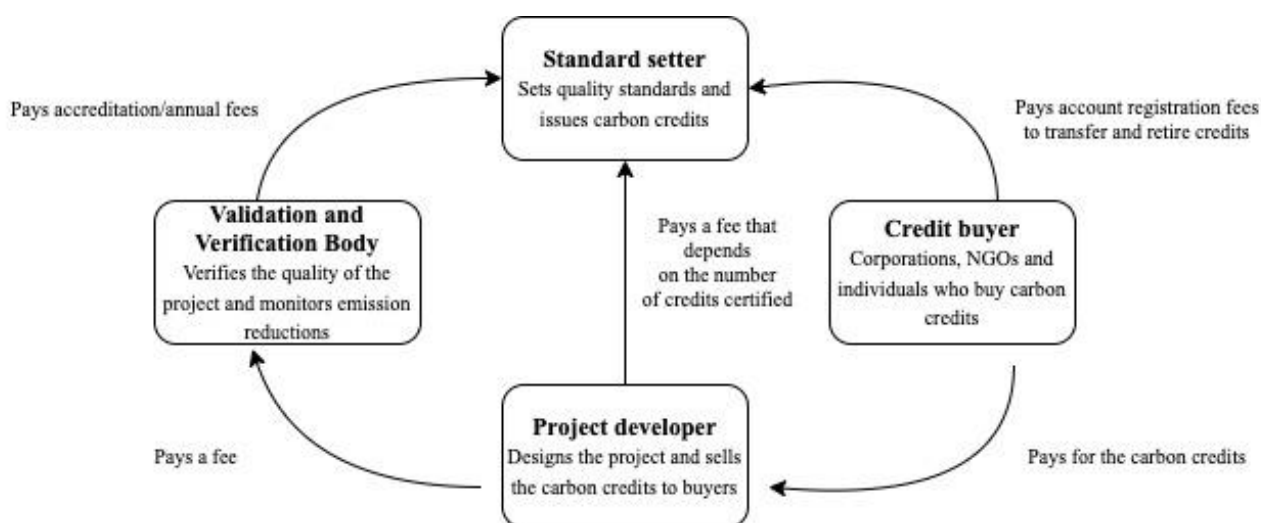 Standard setter
Sets quality standards and
issues carbon credits
Pays accreditation/annual fees
Pays account registration fees
to transfer and retire credits
Validation and
Verification Body
Verifies the quality of the
project and monitors emission
reductions
Pays a fee that
depends
on the number
of credits certified
Credit buyer
Corporations, NGOs and
individuals who buy carbon
credits
Project developer
Designs the project and sells
the carbon credits to buyers
Pays a fee
Pays for the carbon credits